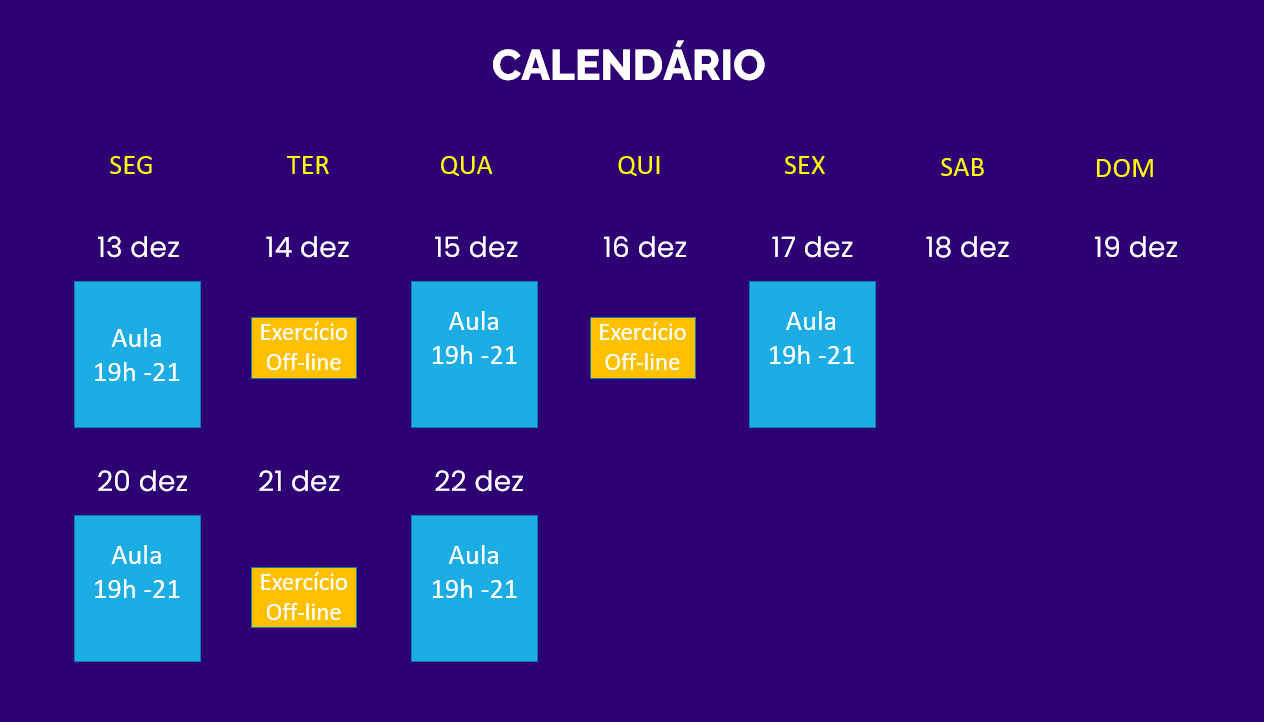 CALENDÁRIO
SEG TER QUA QUI SEX SAB DOM
13 dez 14 dez 15 dez 16 dez 17 dez 18 dez 19 dez
Aula
19h -21
Exercício
Off-line
Aula
19h -21
Exercício
Off-line
Aula
19h -21
20 dez 21 dez 22 dez
Aula
19h -21
Exercício
Off-line
Aula
19h -21